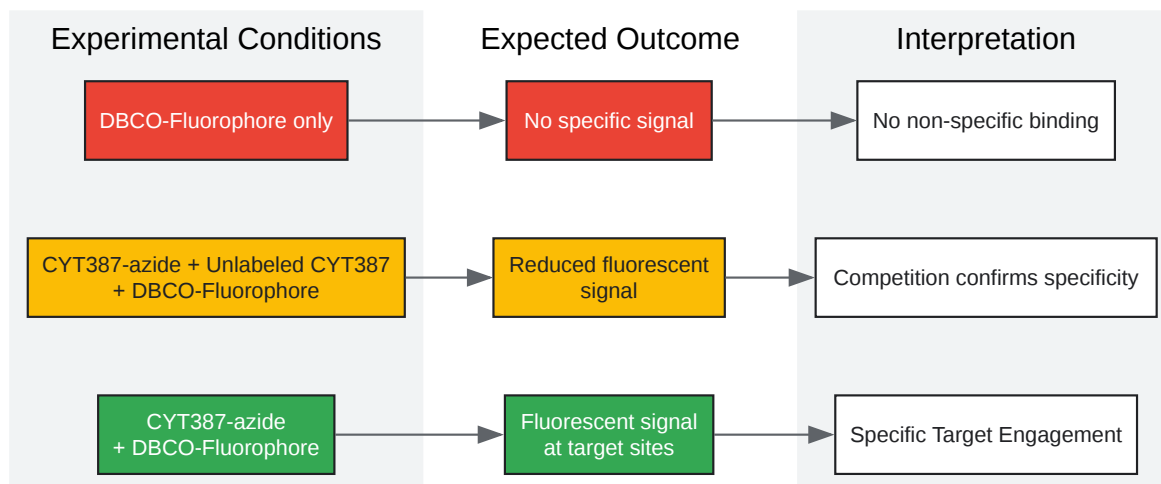 Experimental Conditions
Expected Outcome
Interpretation
DBCO-Fluorophore only
No specific signal
No non-specific binding
CYT387-azide + Unlabeled CYT387
+ DBCO-Fluorophore
Reduced fluorescent
signal
Competition confirms specificity
CYT387-azide
+ DBCO-Fluorophore
Fluorescent signal
at target sites
Specific Target Engagement